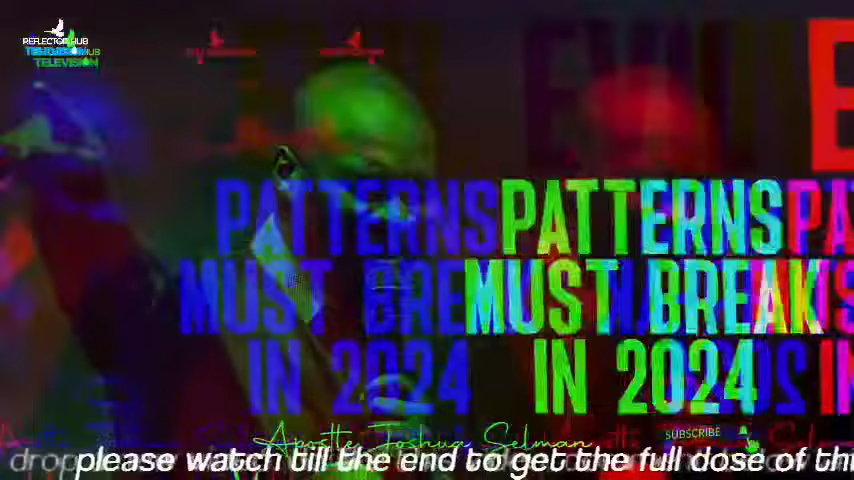 REFLECTOR HUB
TELEVISION
PATTERNS
MUST BREAK
IN 2024
Apostle Joshua Selman
SUBSCRIBE
please watch till the end to get the full dose of